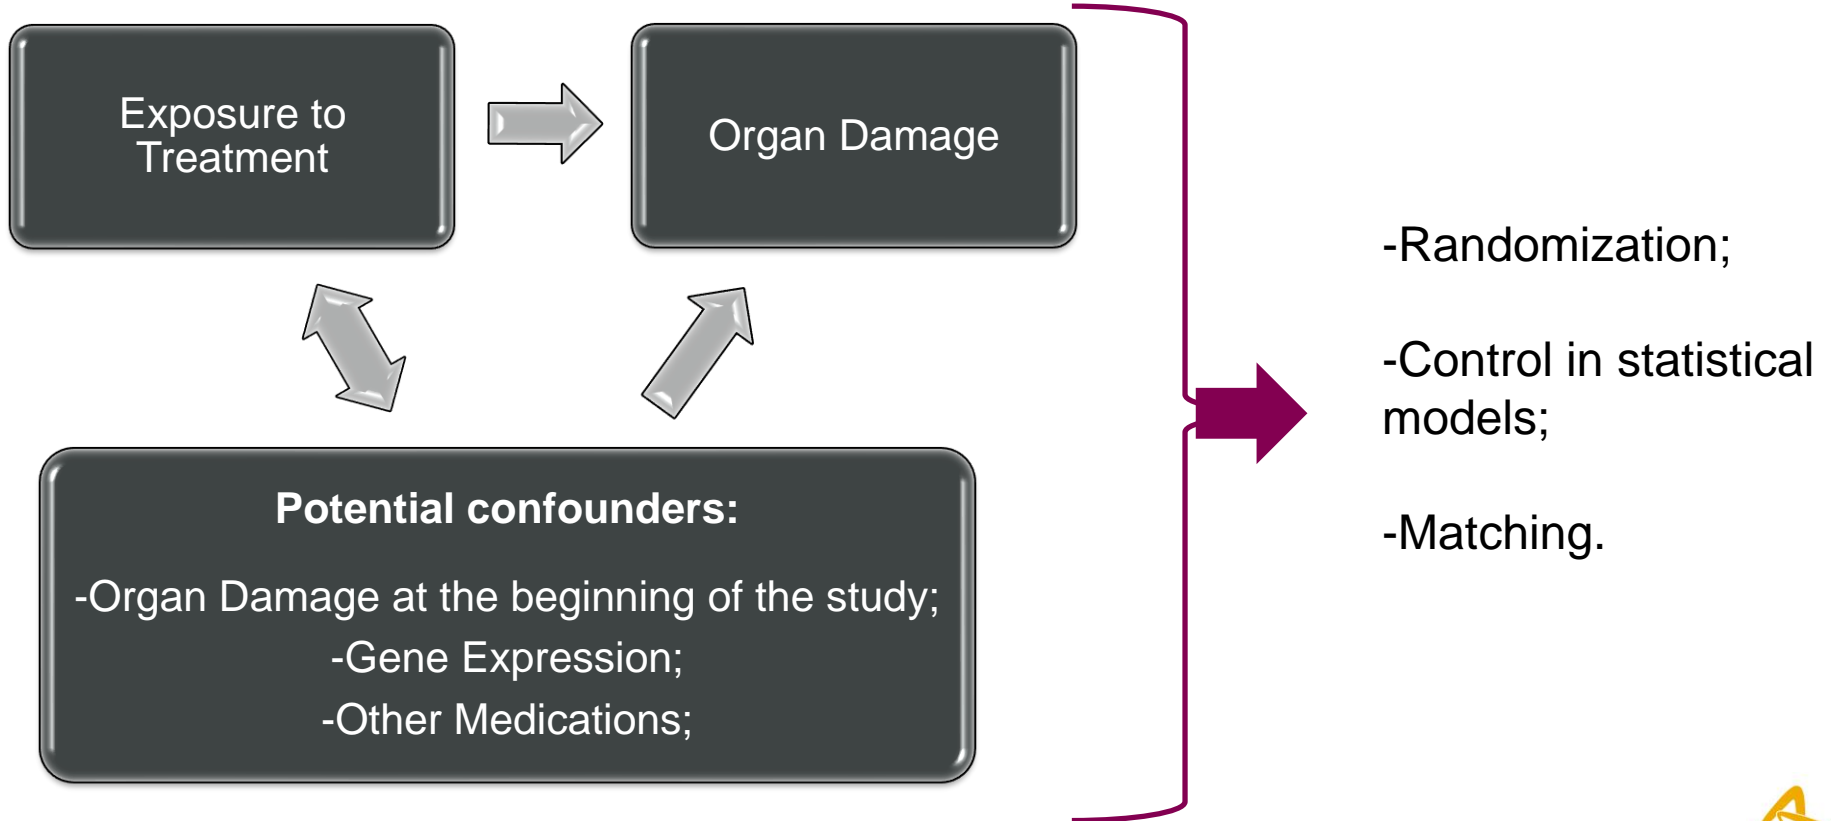 Exposure to
Treatment
Organ Damage
Potential confounders:
-Organ Damage at the beginning of the study;
-Gene Expression;
-Other Medications;
-Randomization;
-Control in statistical
models;
-Matching.